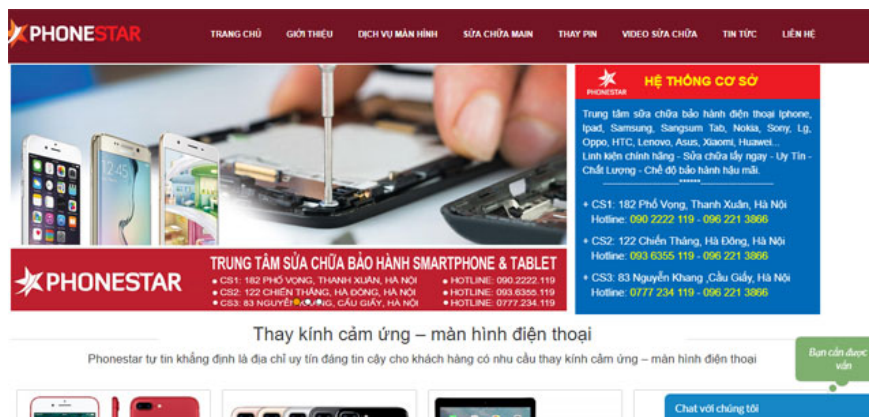 PHONESTAR
TRANG CHỦ GIỚI THIỆU DỊCH VỤ MÀN HÌNH SỬA CHỮA MAIN THAY PIN VIDEO SỬA CHỮA TIN TỨC LIÊN HỆ
PHONESTAR
HỆ THỐNG CƠ SỞ
Trung tâm sửa chữa bảo hành điện thoại Iphone,
Ipad, Samsung, Sangsum Tab, Nokia, Sony, Lg,
Oppo, HTC, Lenovo, Asus, Xiaomi, Huawei...
Linh kiện chính hãng - Sửa chữa lấy ngay - Uy Tín -
Chất Lượng - Chế độ bảo hành hậu mãi.
+ CS1: 182 Phố Vọng, Thanh Xuân, Hà Nội
Hotline: 090 2222 119 - 096 221 3866
+ CS2: 122 Chiến Thắng, Hà Đông, Hà Nội
Hotline: 093 6355 119 - 096 221 3866
+ CS3: 83 Nguyễn Khang ,Cầu Giấy, Hà Nội
Hotline: 0777 234 119 - 096 221 3866
PHONESTAR
TRUNG TÂM SỬA CHỮA BẢO HÀNH SMARTPHONE & TABLET
• CS1: 182 PHỐ VỌNG, THANH XUÂN, HÀ NỘI • HOTLINE: 090.2222.119
• CS2: 122 CHIẾN THẮNG, HÀ ĐÔNG, HÀ NỘI • HOTLINE: 093.6355.119
• CS3: 83 NGUYỄN KHANG, CẦU GIẤY, HÀ NỘI • HOTLINE: 0777.234.119
Thay kính cảm ứng – màn hình điện thoại
Phonestar tự tin khẳng định là địa chỉ uy tín đáng tin cậy cho khách hàng có nhu cầu thay kính cảm ứng – màn hình điện thoại
Bạn cần được
vấn
Chat với chúng tôi